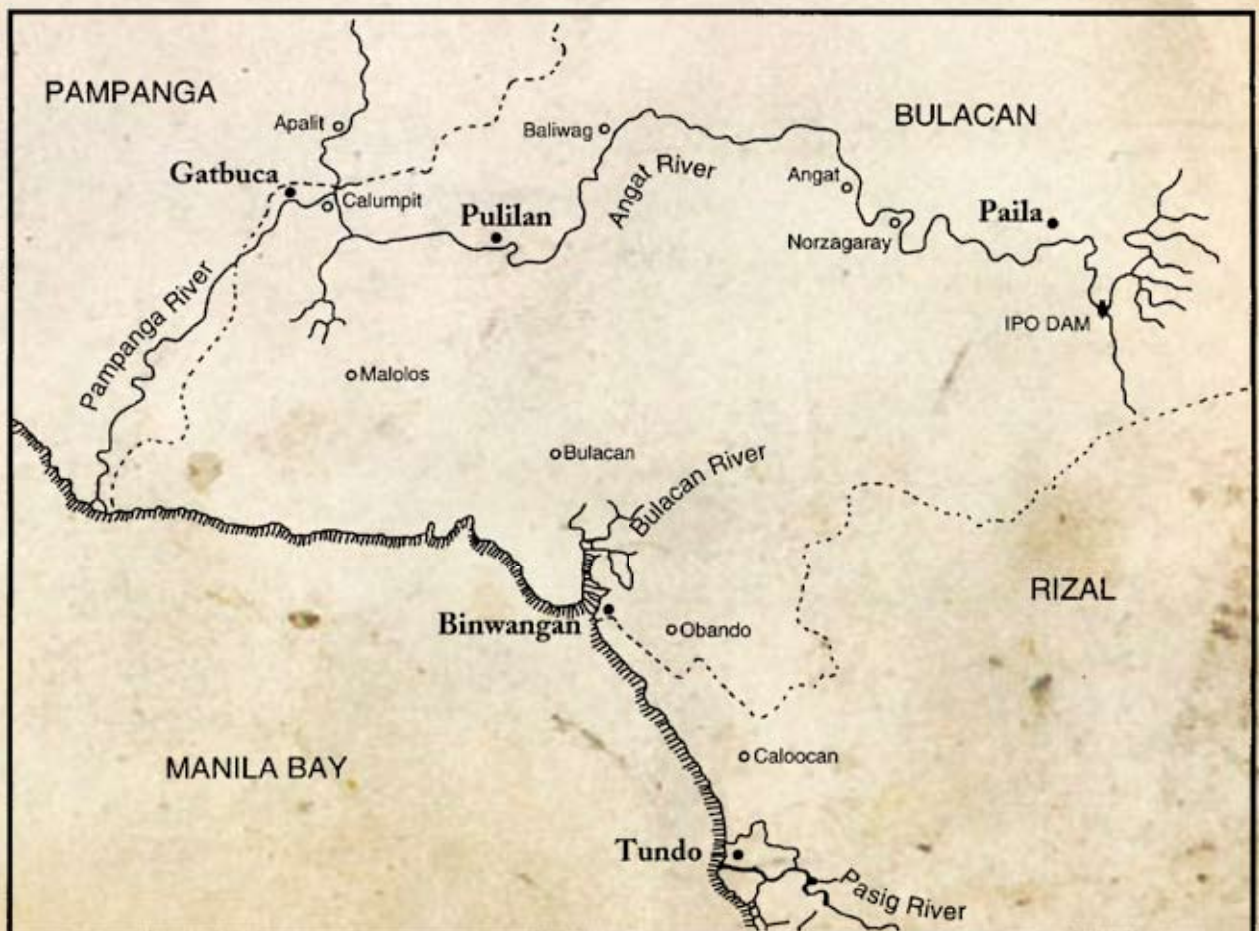 PAMPANGA
BULACAN
Apalit
Baliwag
Gatbuca
Calumpit
Angat River
Angat
Pulilan
Paila
Norzagaray
Pampanga River
IPO DAM
Malolos
Bulacan
Bulacan River
RIZAL
Binwangan
Obando
MANILA BAY
Caloocan
Tundo
Pasig River